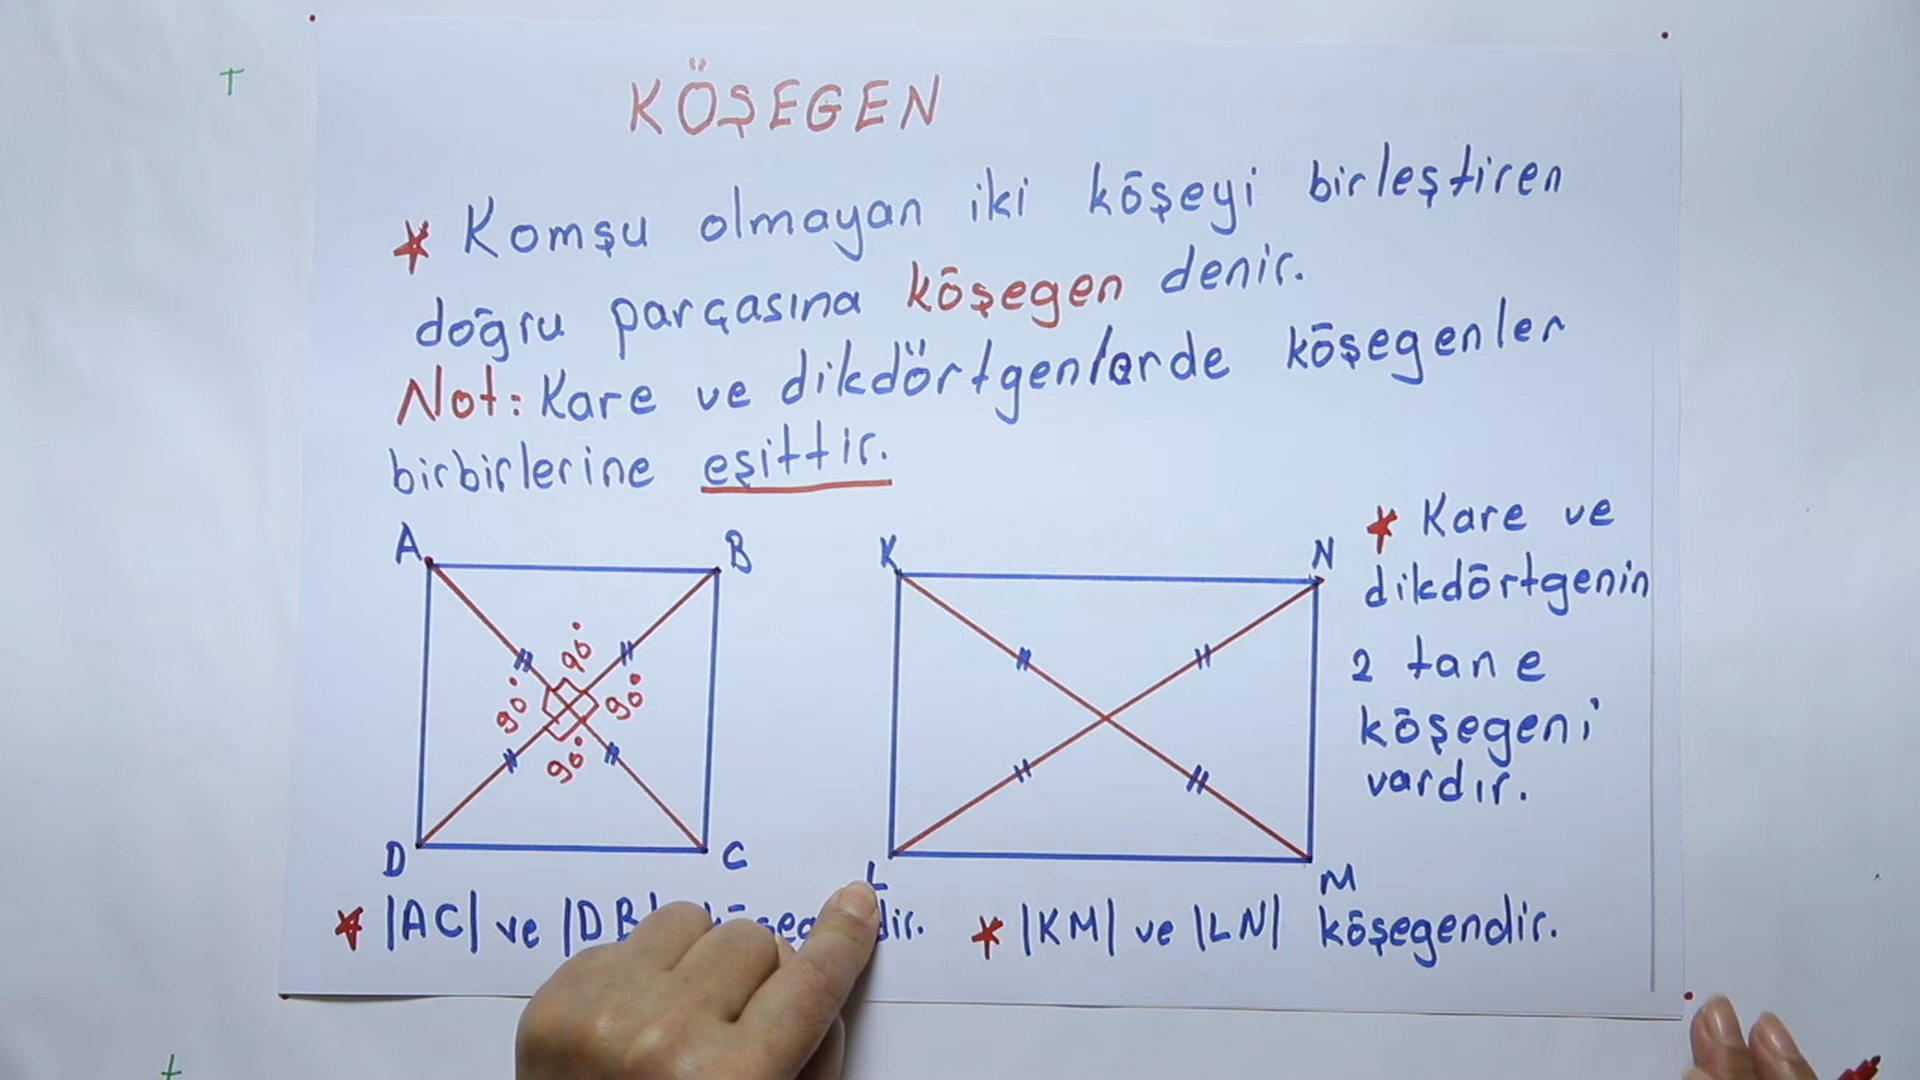 KÖŞEGEN
* Komşu olmayan iki köşeyi birleştiren
doğru parçasına köşegen denir.
Not: Kare ve dikdörtgenlerde köşegenler
birbirlerine eşittir.
A
B
90°
90°
90°
90°
D
C
K
N
L
M
* Kare ve
dikdörtgenin
2 tane
köşegeni
vardır.
* |AC| ve |DB|
* |KM| ve |LN| köşegendir.